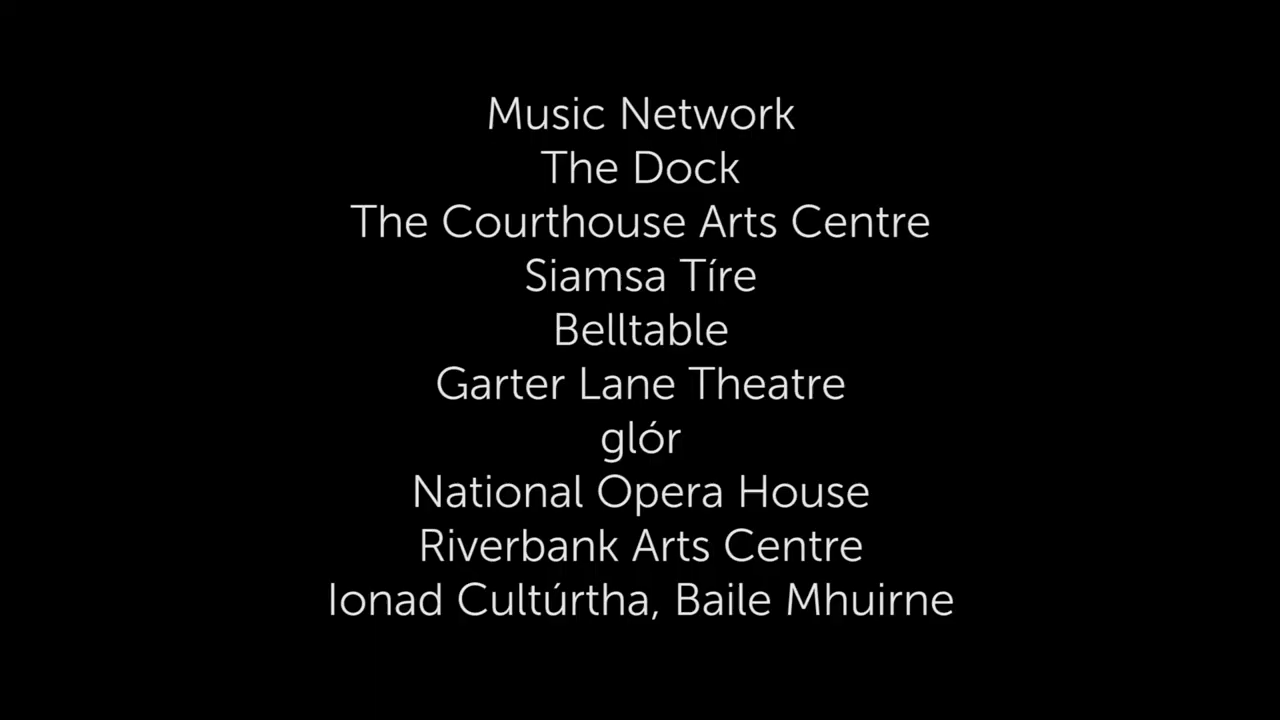 Music Network
The Dock
The Courthouse Arts Centre
Siamsa Tíre
Belltable
Garter Lane Theatre
glór
National Opera House
Riverbank Arts Centre
Ionad Cultúrtha, Baile Mhuirne